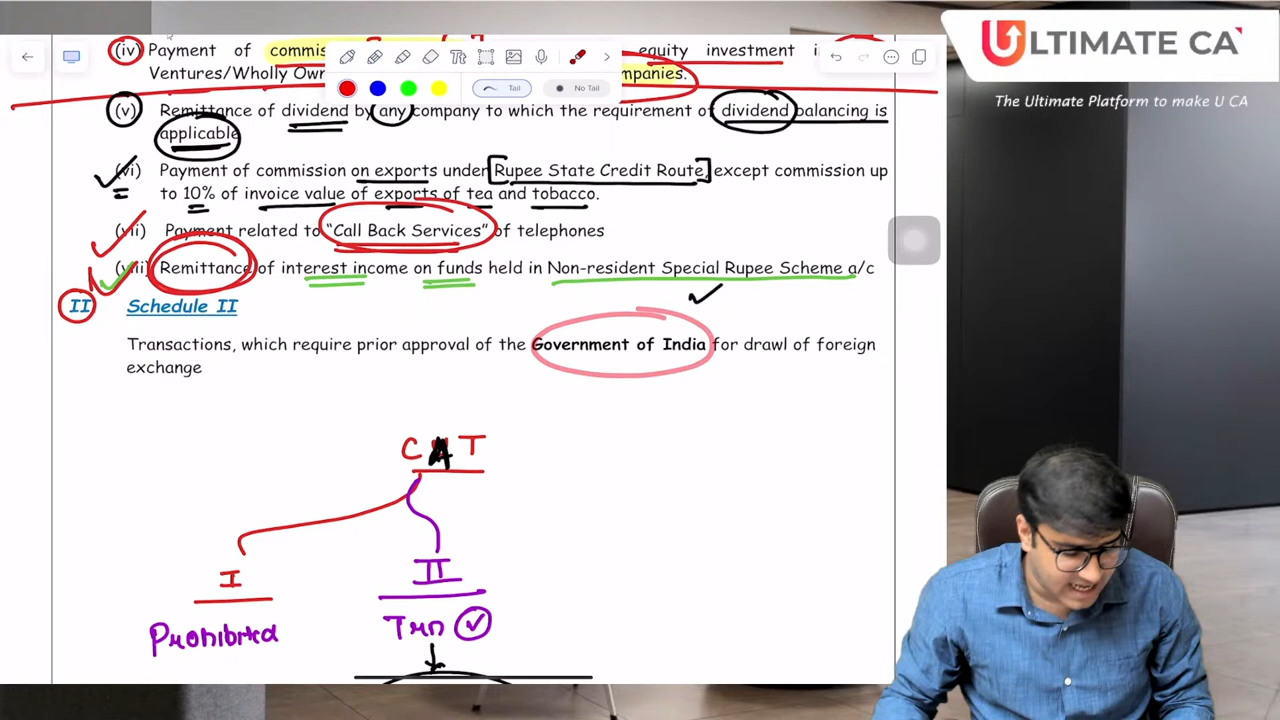 (iv) Payment of commis equity investment i
Ventures/Wholly Own ompanies.
(v) Remittance of dividend by any company to which the requirement of dividend balancing is
applicable
(vi) Payment of commission on exports under Rupee State Credit Route, except commission up
to 10% of invoice value of exports of tea and tobacco.
(vii) Payment related to "Call Back Services" of telephones
(viii) Remittance of interest income on funds held in Non-resident Special Rupee Scheme a/c
II Schedule II
Transactions, which require prior approval of the Government of India for drawl of foreign
exchange
CAT
I II
Prohibited Trn
Tail No Tail
ULTIMATE CA
The Ultimate Platform to make U CA